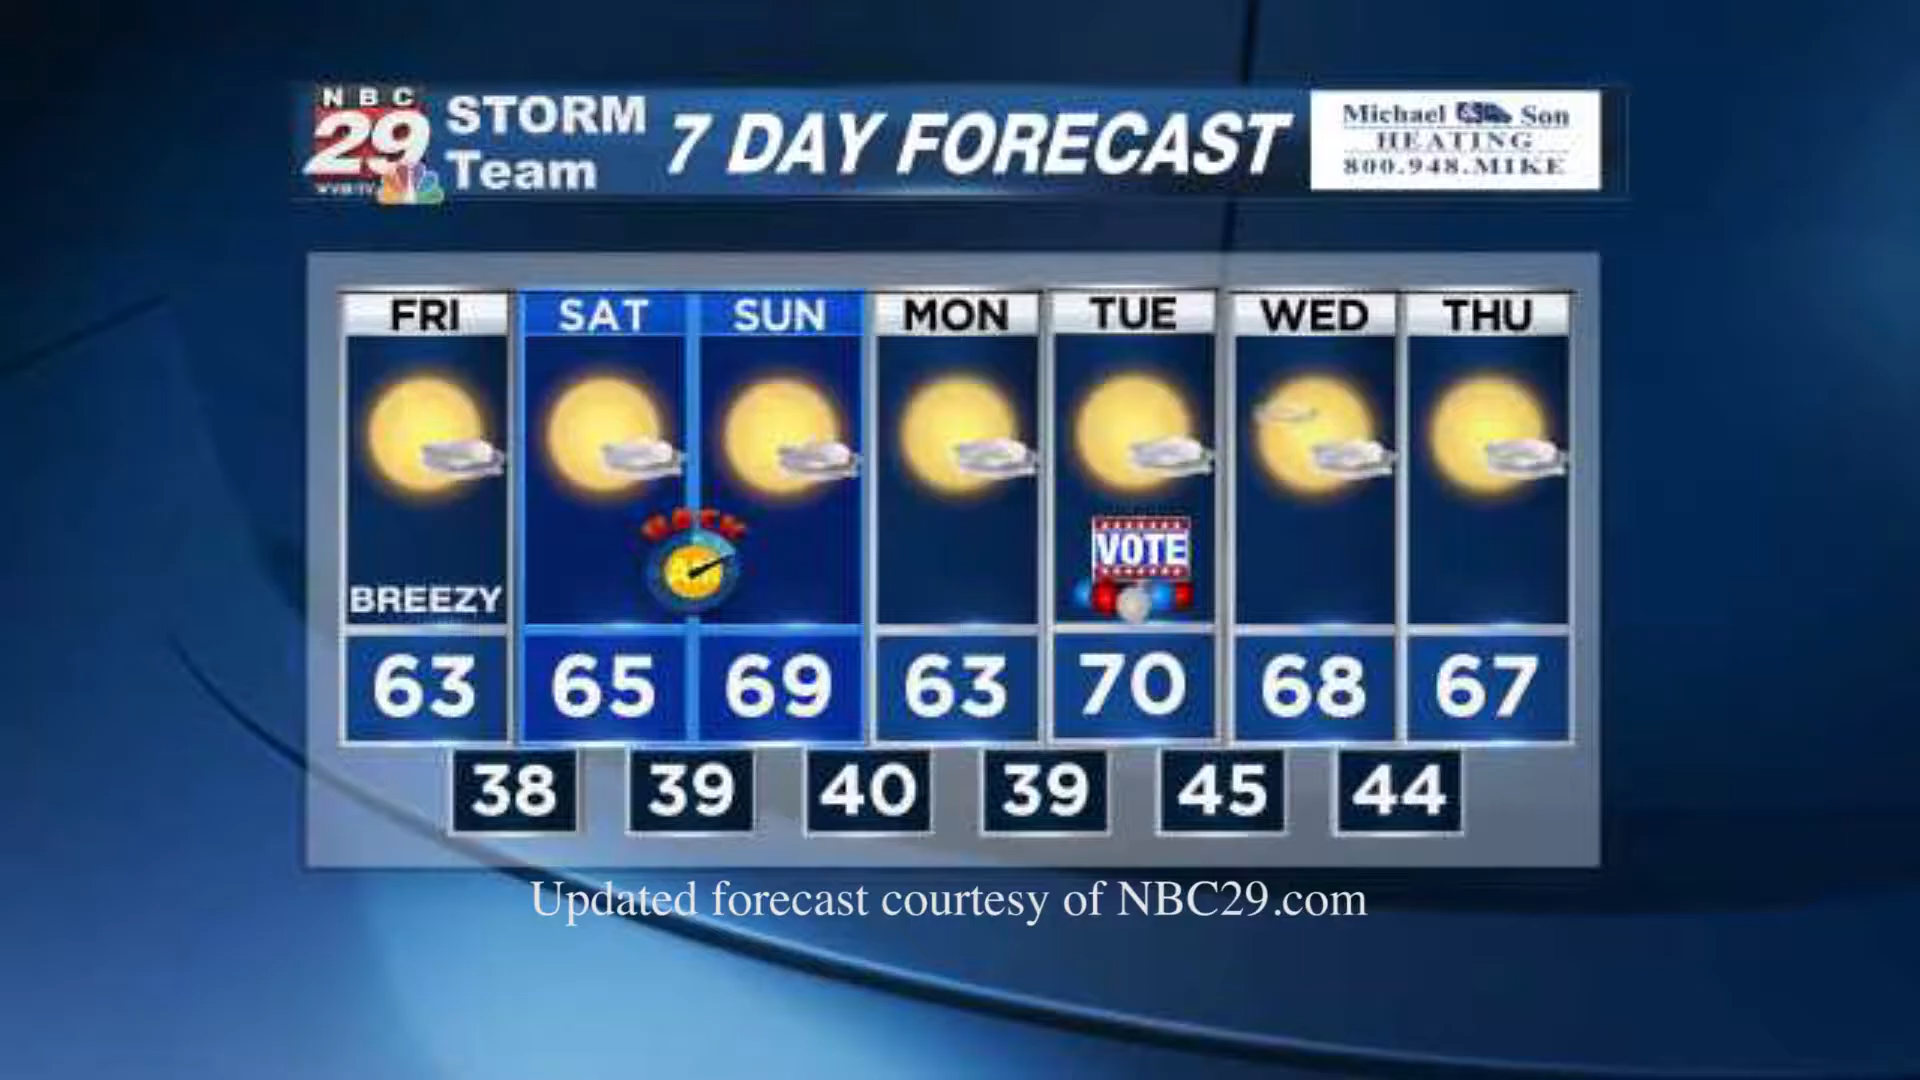 NBC
29
STORM
Team
7 DAY FORECAST
Michael & Son
HEATING
800.948.MIKE
FRI SAT SUN MON TUE WED THU
BACK
VOTE
BREEZY
63 65 69 63 70 68 67
38 39 40 39 45 44
Updated forecast courtesy of NBC29.com